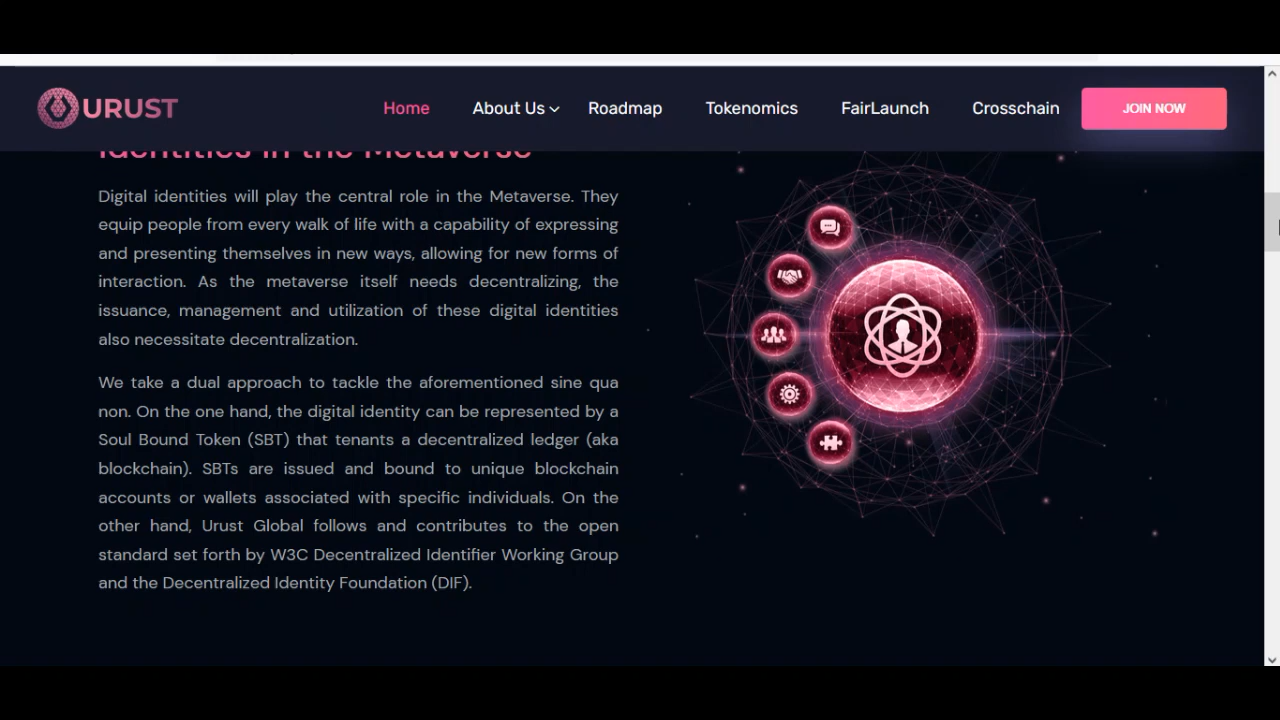 URUST
Home
About Us
Roadmap
Tokenomics
FairLaunch
Crosschain
JOIN NOW
Identities in the Metaverse
Digital identities will play the central role in the Metaverse. They
equip people from every walk of life with a capability of expressing
and presenting themselves in new ways, allowing for new forms of
interaction. As the metaverse itself needs decentralizing, the
issuance, management and utilization of these digital identities
also necessitate decentralization.
We take a dual approach to tackle the aforementioned sine qua
non. On the one hand, the digital identity can be represented by a
Soul Bound Token (SBT) that tenants a decentralized ledger (aka
blockchain). SBTs are issued and bound to unique blockchain
accounts or wallets associated with specific individuals. On the
other hand, Urust Global follows and contributes to the open
standard set forth by W3C Decentralized Identifier Working Group
and the Decentralized Identity Foundation (DIF).